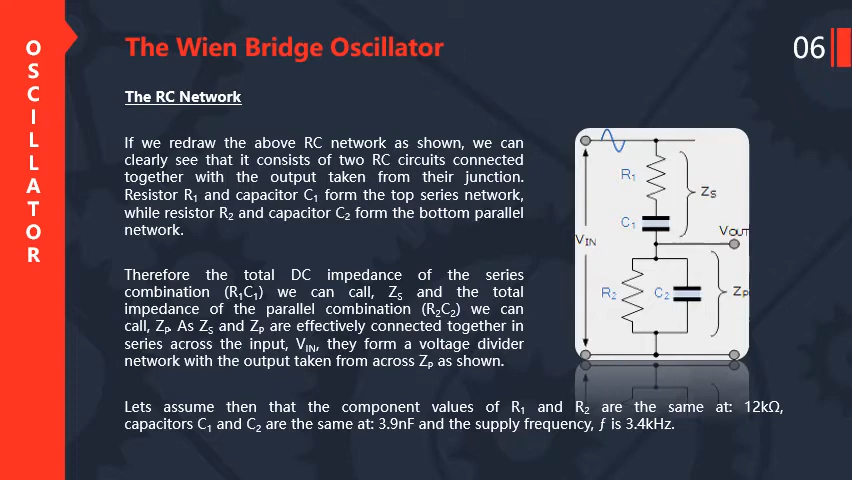 OSCILLATOR
The Wien Bridge Oscillator
06
The RC Network
If we redraw the above RC network as shown, we can
clearly see that it consists of two RC circuits connected
together with the output taken from their junction.
Resistor R₁ and capacitor C₁ form the top series network,
while resistor R₂ and capacitor C₂ form the bottom parallel
network.
Therefore the total DC impedance of the series
combination (R₁C₁) we can call, Zₛ and the total
impedance of the parallel combination (R₂C₂) we can
call, Zₚ. As Zₛ and Zₚ are effectively connected together in
series across the input, V_IN, they form a voltage divider
network with the output taken from across Zₚ as shown.
R₁
Zₛ
C₁
V_OUT
V_IN
R₂
C₂
Zₚ
Lets assume then that the component values of R₁ and R₂ are the same at: 12kΩ,
capacitors C₁ and C₂ are the same at: 3.9nF and the supply frequency, ƒ is 3.4kHz.